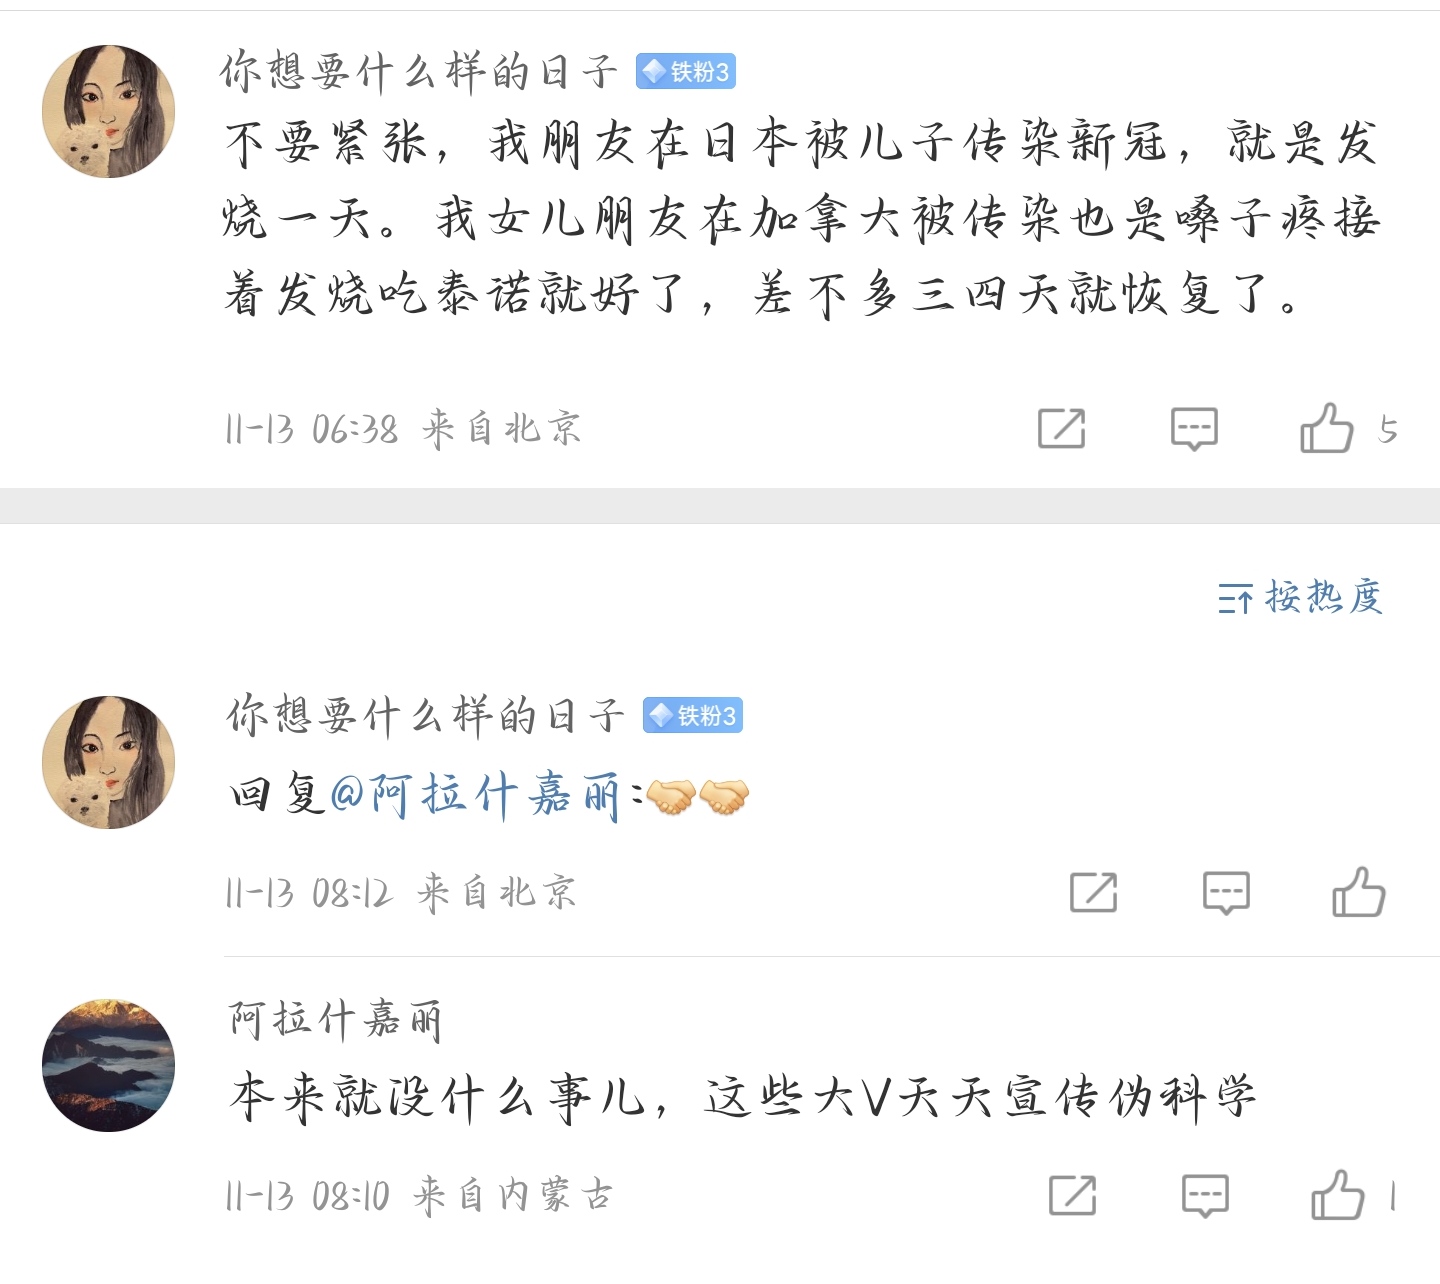 你想要什么样的日子 铁粉3
不要紧张，我朋友在日本被儿子传染新冠，就是发
烧一天。我女儿朋友在加拿大被传染也是嗓子疼接
着发烧吃泰诺就好了，差不多三四天就恢复了。
11-13 06:38 来自北京 5
按热度
你想要什么样的日子 铁粉3
回复@阿拉什嘉丽:🤝🤝
11-13 08:12 来自北京
阿拉什嘉丽
本来就没什么事儿，这些大V天天宣传伪科学
11-13 08:10 来自内蒙古 1